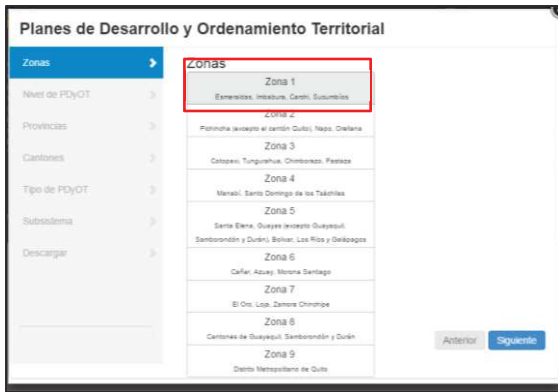 Planes de Desarrollo y Ordenamiento Territorial
Zonas
Nivel de PDyOT
Provincias
Cantones
Tipo de PDyOT
Subsistema
Descargar
Zonas
Zona 1
Esmeraldas, Imbabura, Carchi, Sucumbíos
Zona 2
Pichincha (excepto el cantón Quito), Napo, Orellana
Zona 3
Cotopaxi, Tungurahua, Chimborazo, Pastaza
Zona 4
Manabí, Santo Domingo de los Tsáchilas
Zona 5
Santa Elena, Guayas (excepto Guayaquil,
Samborondón y Durán), Bolívar, Los Ríos y Galápagos
Zona 6
Cañar, Azuay, Morona Santiago
Zona 7
El Oro, Loja, Zamora Chinchipe
Zona 8
Cantones de Guayaquil, Samborondón y Durán
Zona 9
Distrito Metropolitano de Quito
Anterior
Siguiente